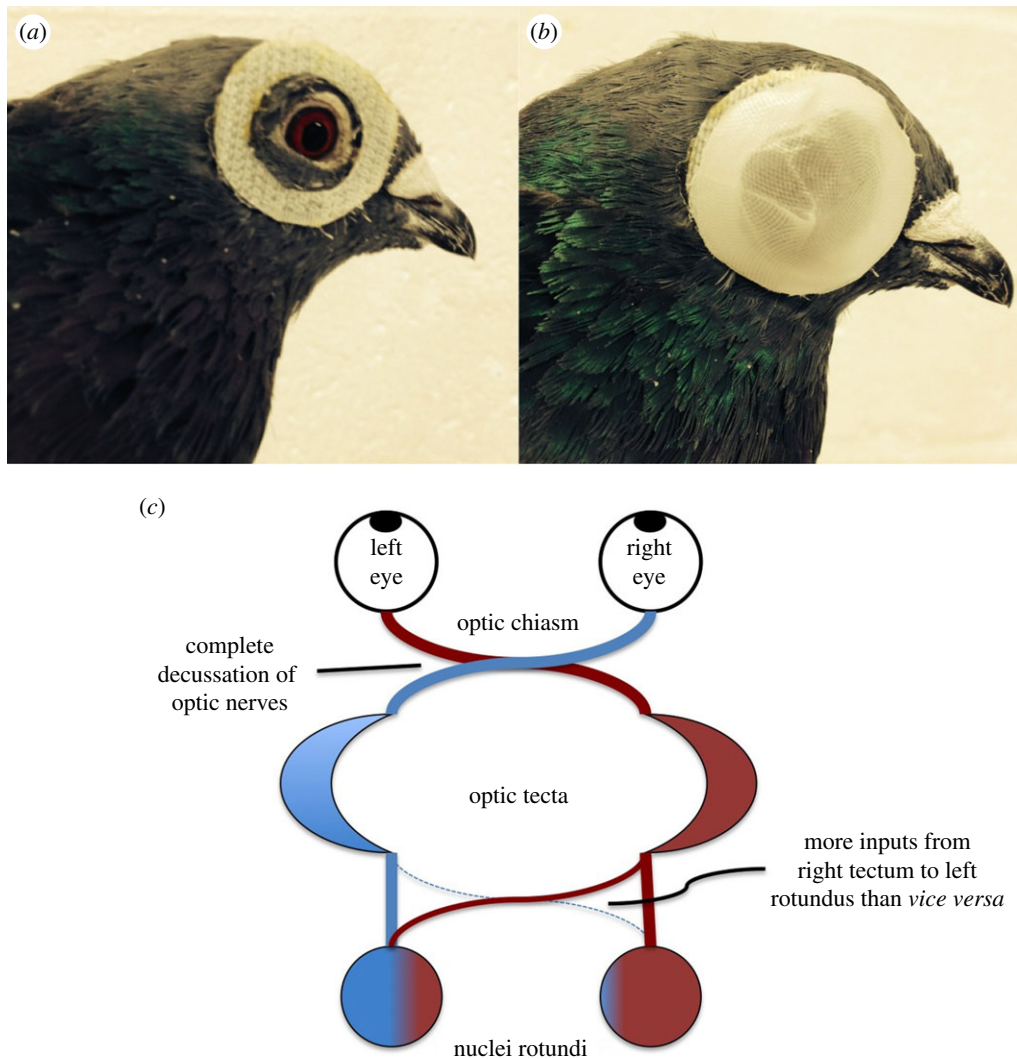 (a)
(b)
(c)
left
eye
right
eye
optic chiasm
complete
decussation of
optic nerves
optic tecta
more inputs from
right tectum to left
rotundus than vice versa
nuclei rotundi